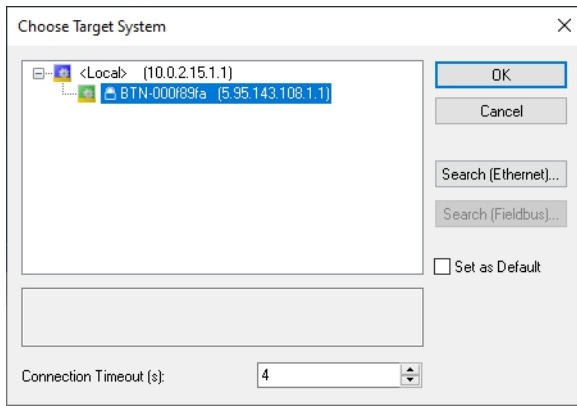 Choose Target System
<Local> (10.0.2.15.1.1)
BTN-000f89fa (5.95.143.108.1.1)
OK
Cancel
Search (Ethernet)...
Search (Fieldbus)...
Set as Default
Connection Timeout (s):
4